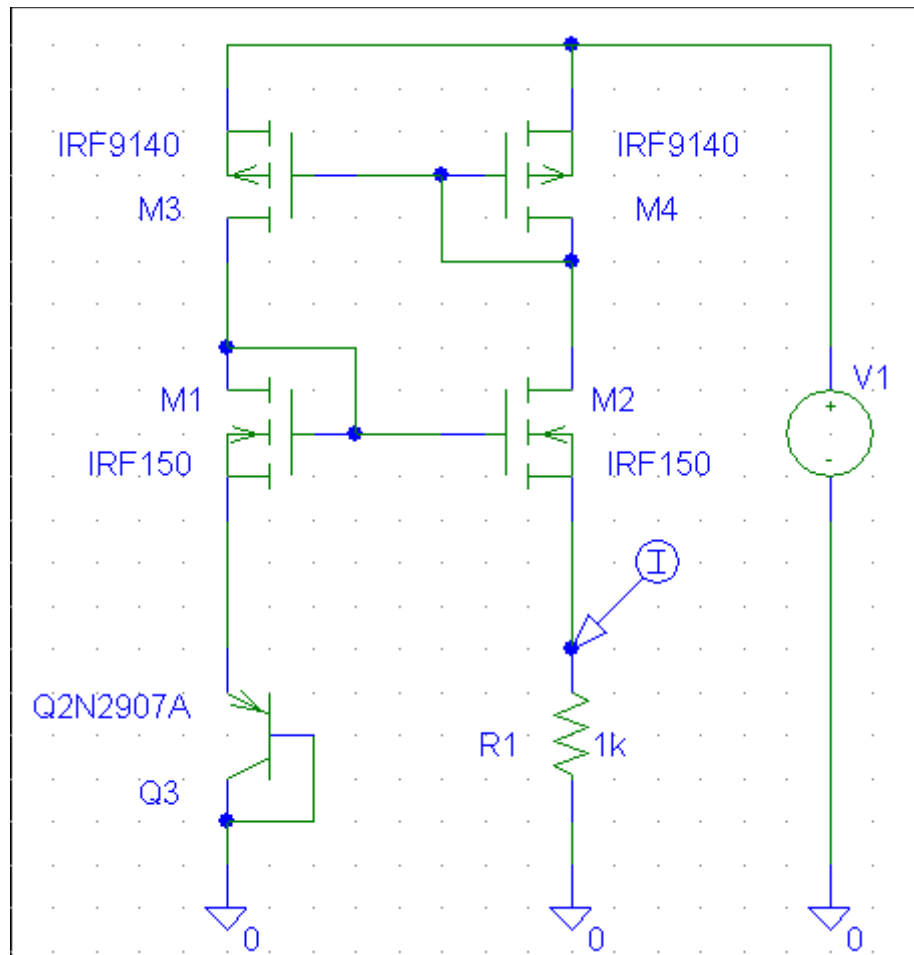 IRF9140
IRF9140
M3
M4
M1
M2
V1
+
-
IRF150
IRF150
I
Q2N2907A
R1
1k
Q3
0
0
0